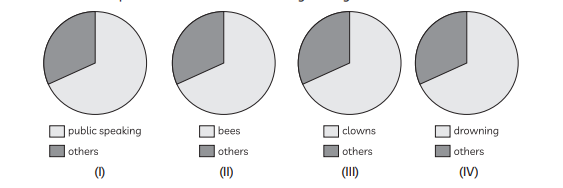 public speaking
others
(I)
bees
others
(II)
clowns
others
(III)
drowning
others
(IV)